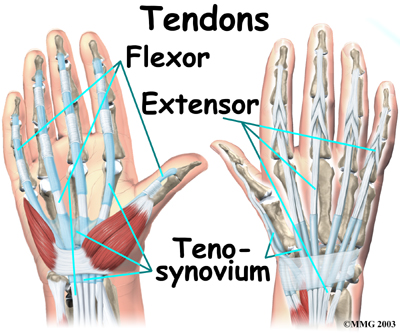 Tendons
Flexor
Extensor
Teno-
synovium
©MMG 2003